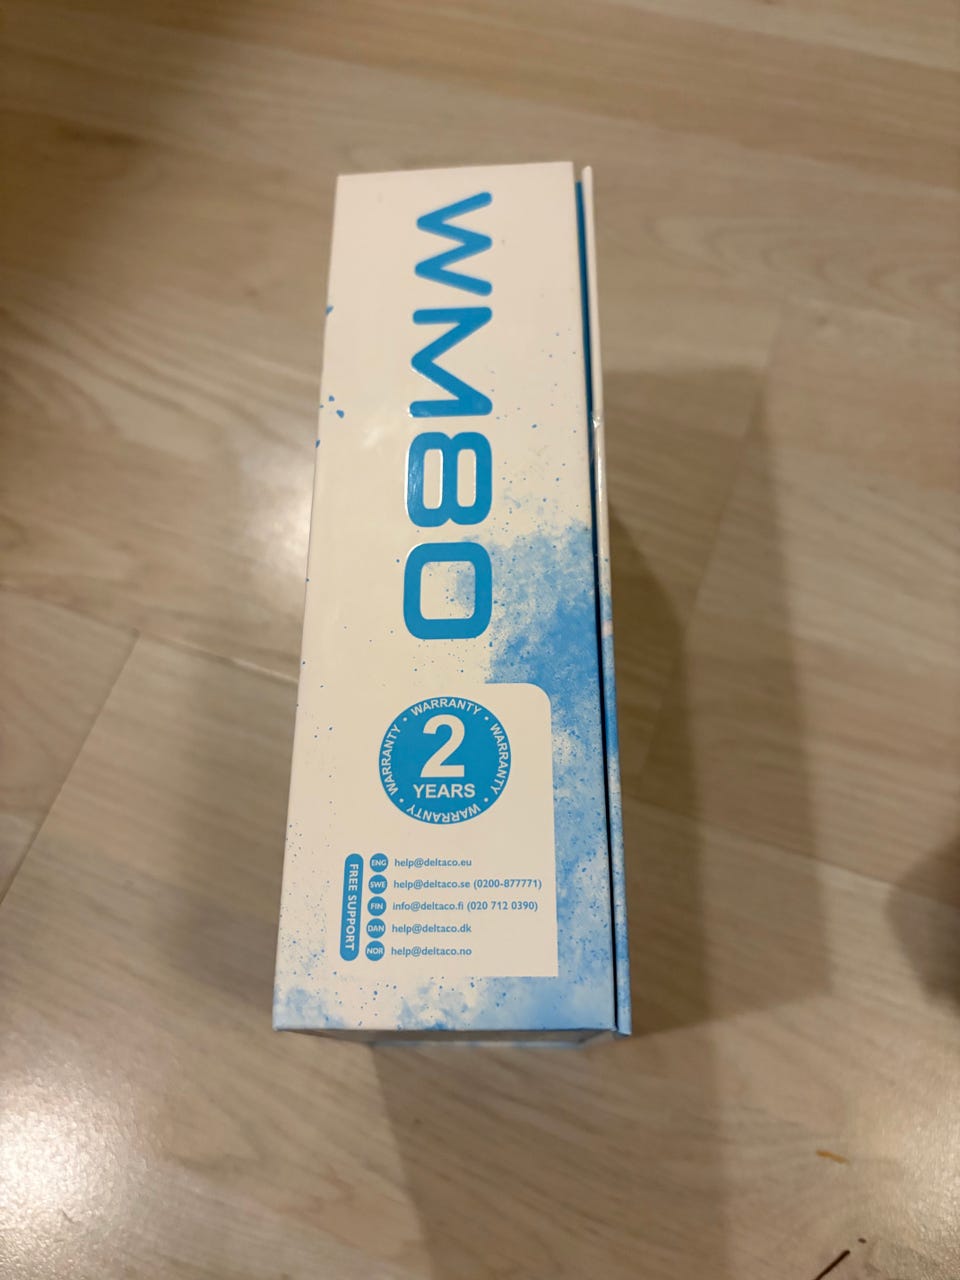 WM80
WARRANTY • WARRANTY • WARRANTY • WARRANTY •
2
YEARS
FREE SUPPORT
ENG help@deltaco.eu
SWE help@deltaco.se (0200-877771)
FIN info@deltaco.fi (020 712 0390)
DAN help@deltaco.dk
NOR help@deltaco.no